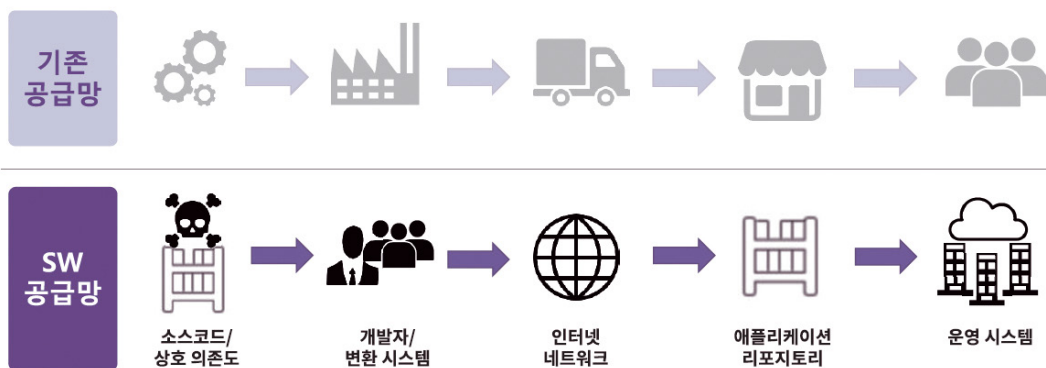 기존
공급망
SW
공급망
소스코드/
상호 의존도
개발자/
변환 시스템
인터넷
네트워크
애플리케이션
리포지토리
운영 시스템